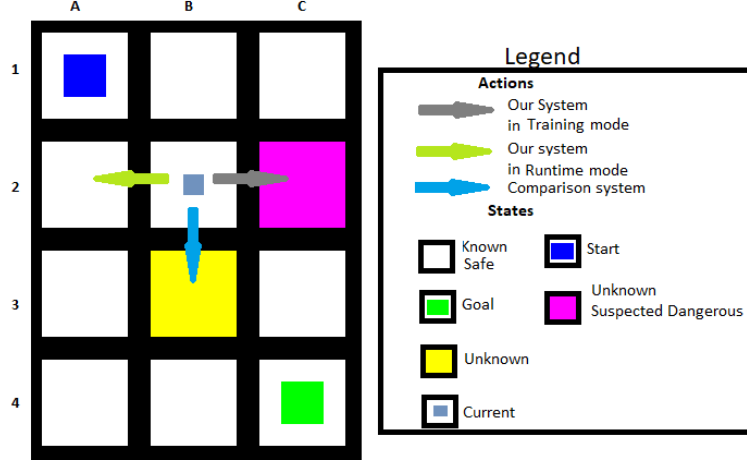 A B C
1
2
3
4
Legend
Actions
Our System
in Training mode
Our system
in Runtime mode
Comparison system
States
Known
Safe
Start
Goal
Unknown
Suspected Dangerous
Unknown
Current